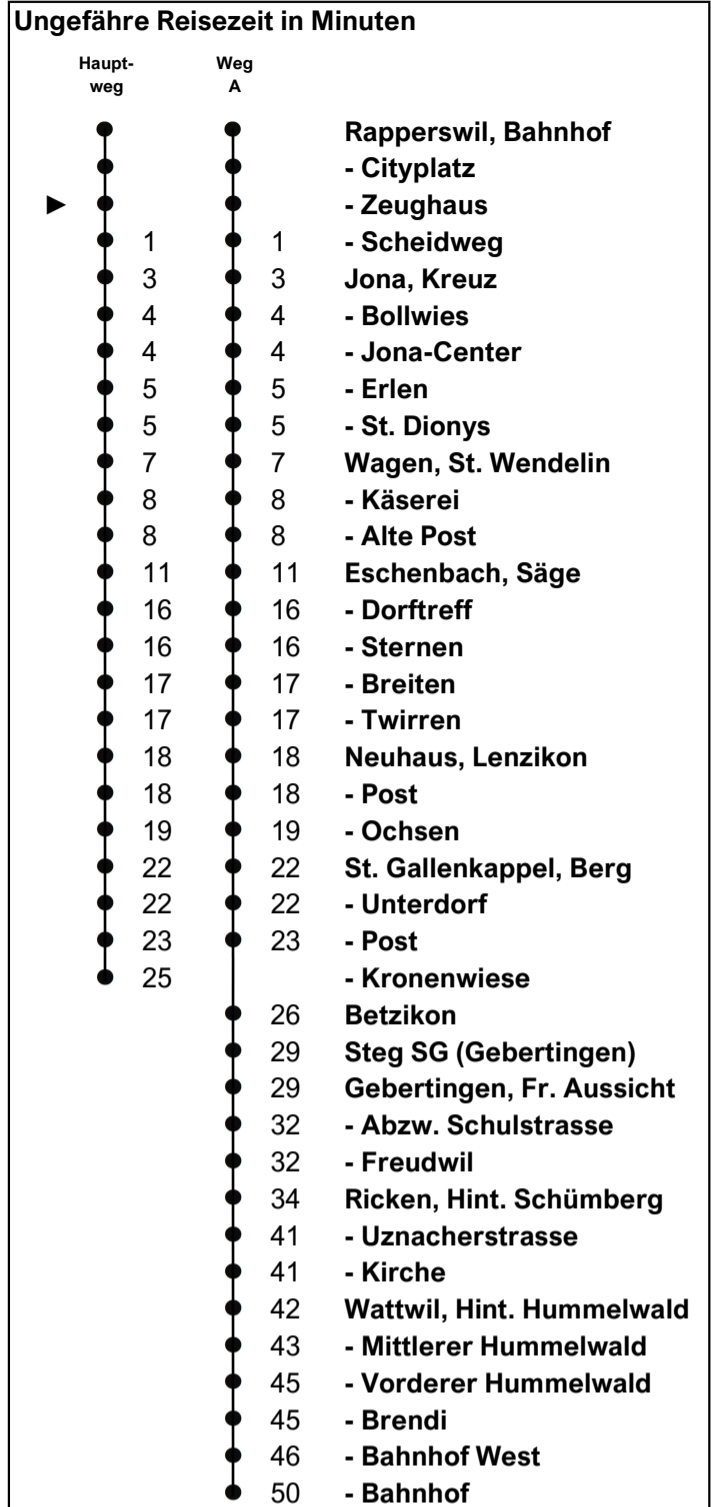 Ungefähre Reisezeit in Minuten
Haupt- Weg
weg A
Rapperswil, Bahnhof
- Cityplatz
► - Zeughaus
1 1 - Scheidweg
3 3 Jona, Kreuz
4 4 - Bollwies
4 4 - Jona-Center
5 5 - Erlen
5 5 - St. Dionys
7 7 Wagen, St. Wendelin
8 8 - Käserei
8 8 - Alte Post
11 11 Eschenbach, Säge
16 16 - Dorftreff
16 16 - Sternen
17 17 - Breiten
17 17 - Twirren
18 18 Neuhaus, Lenzikon
18 18 - Post
19 19 - Ochsen
22 22 St. Gallenkappel, Berg
22 22 - Unterdorf
23 23 - Post
25 - Kronenwiese
26 Betzikon
29 Steg SG (Gebertingen)
29 Gebertingen, Fr. Aussicht
32 - Abzw. Schulstrasse
32 - Freudwil
34 Ricken, Hint. Schümberg
41 - Uznacherstrasse
41 - Kirche
42 Wattwil, Hint. Hummelwald
43 - Mittlerer Hummelwald
45 - Vorderer Hummelwald
45 - Brendi
46 - Bahnhof West
50 - Bahnhof